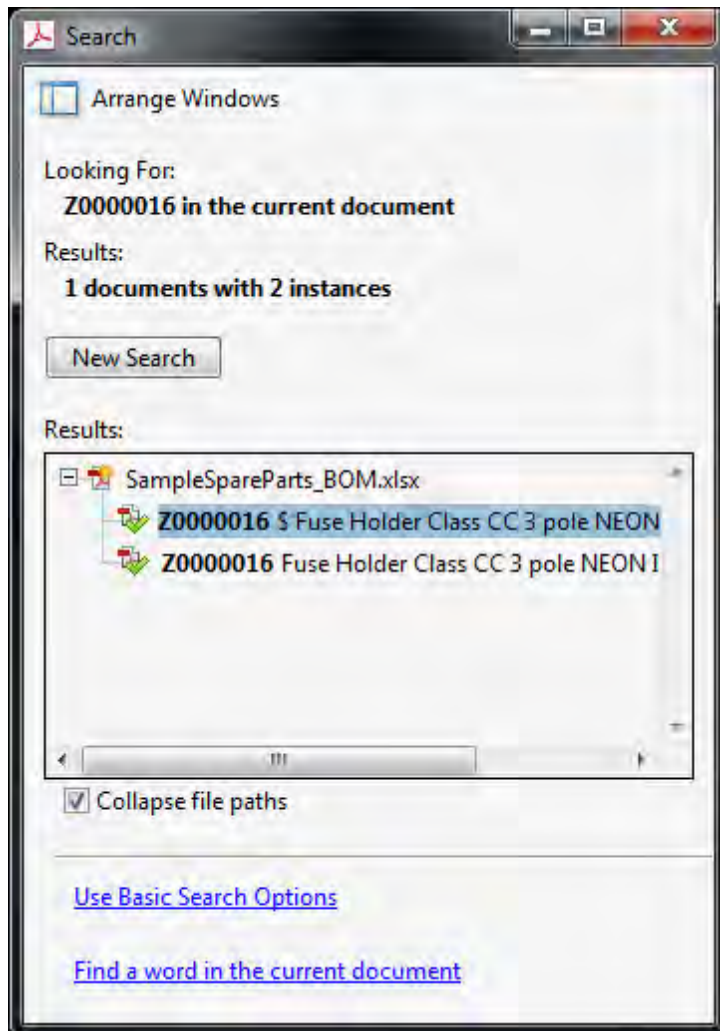 Search
Arrange Windows
Looking For:
Z0000016 in the current document
Results:
1 documents with 2 instances
New Search
Results:
SampleSpareParts_BOM.xlsx
Z0000016 $ Fuse Holder Class CC 3 pole NEON
Z0000016 Fuse Holder Class CC 3 pole NEON I
Collapse file paths
Use Basic Search Options
Find a word in the current document